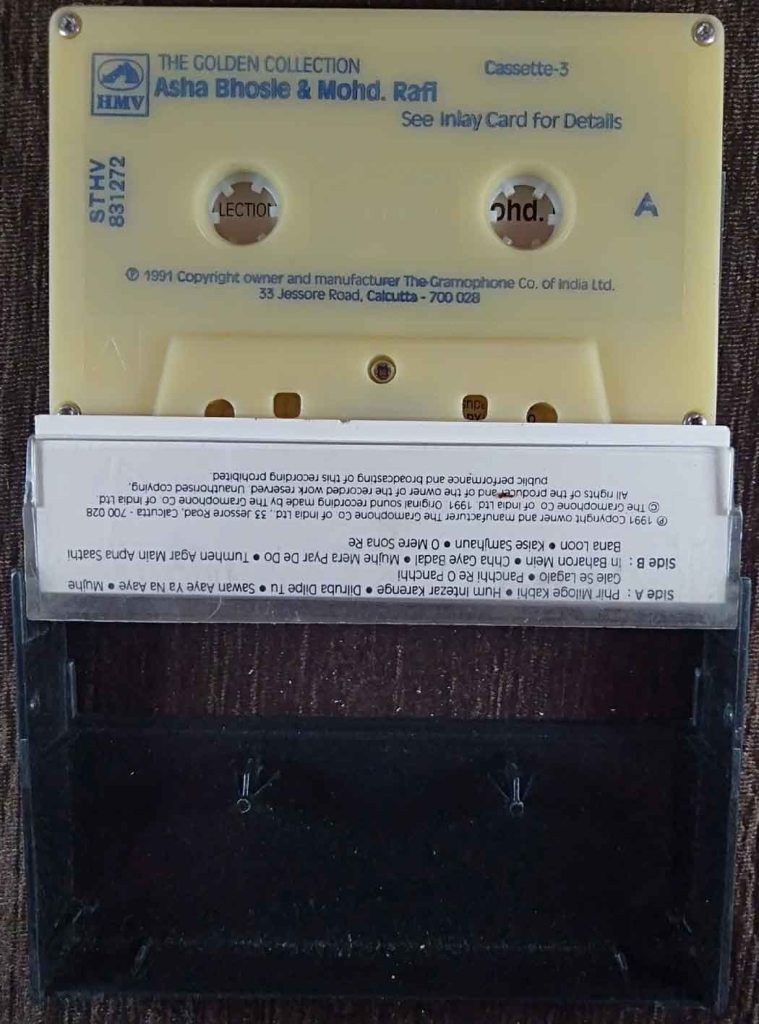 HMV
THE GOLDEN COLLECTION
Cassette-3
Asha Bhosle & Mohd. Rafi
See Inlay Card for Details
STHV
831272
LECTION
ohd.
A
℗ 1991 Copyright owner and manufacturer The Gramophone Co. of India Ltd.
33 Jessore Road, Calcutta - 700 028
Side A : Phir Miloge Kabhi • Hum Intezar Karenge • Dilruba Dilpe Tu • Sawan Aaye Ya Na Aaye • Mujhe
Gale Se Lagalo • Panchhi Re O Panchhi
Side B : In Baharon Mein • Chha Gaye Badal • Mujhe Mera Pyar De Do • Tumhen Agar Main Apna Saathi
Bana Loon • Kaise Samjhaun • O Mere Sona Re
℗ 1991 Copyright owner and manufacturer The Gramophone Co. of India Ltd., 33 Jessore Road, Calcutta - 700 028
© The Gramophone Co. of India Ltd. 1991 Original sound recording made by The Gramophone Co. of India Ltd.
All rights of the producer and of the owner of the recorded work reserved. Unauthorised copying,
public performance and broadcasting of this recording prohibited.